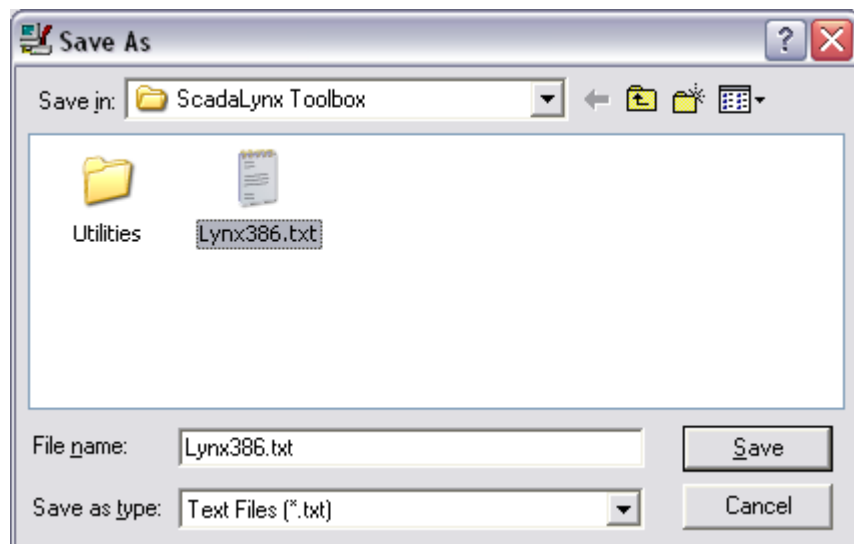 Save As
Save in: ScadaLynx Toolbox
Utilities Lynx386.txt
File name: Lynx386.txt Save
Save as type: Text Files (*.txt) Cancel